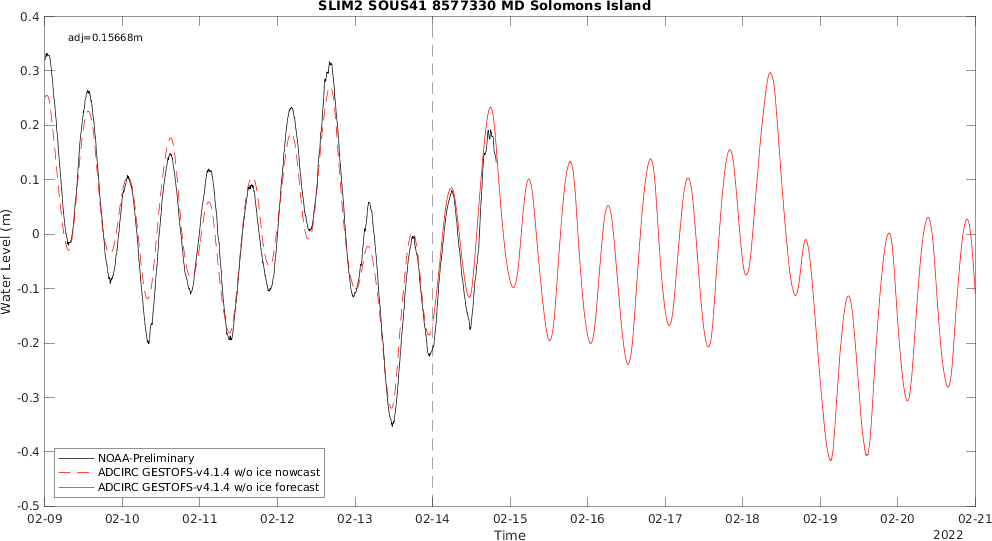 SLIM2 SOUS41 8577330 MD Solomons Island
adj=0.15668m
0.4
0.3
0.2
0.1
0
-0.1
-0.2
-0.3
-0.4
-0.5
Water Level (m)
NOAA-Preliminary
ADCIRC GESTOFS-v4.1.4 w/o ice nowcast
ADCIRC GESTOFS-v4.1.4 w/o ice forecast
02-09 02-10 02-11 02-12 02-13 02-14 02-15 02-16 02-17 02-18 02-19 02-20 02-21
Time
2022